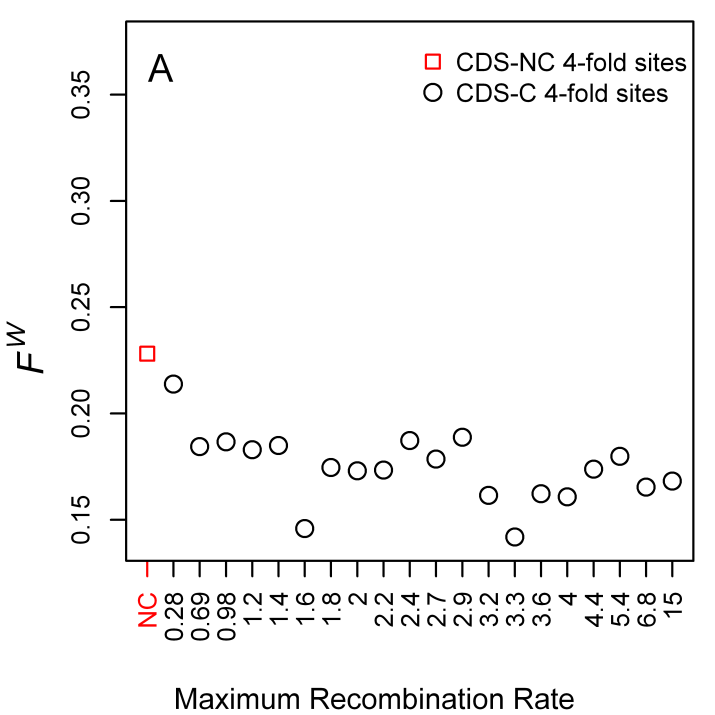 A
CDS-NC 4-fold sites
CDS-C 4-fold sites
F^W
0.35
0.30
0.25
0.20
0.15
NC 0.28 0.69 0.98 1.2 1.4 1.6 1.8 2 2.2 2.4 2.7 2.9 3.2 3.3 3.6 4 4.4 5.4 6.8 15
Maximum Recombination Rate